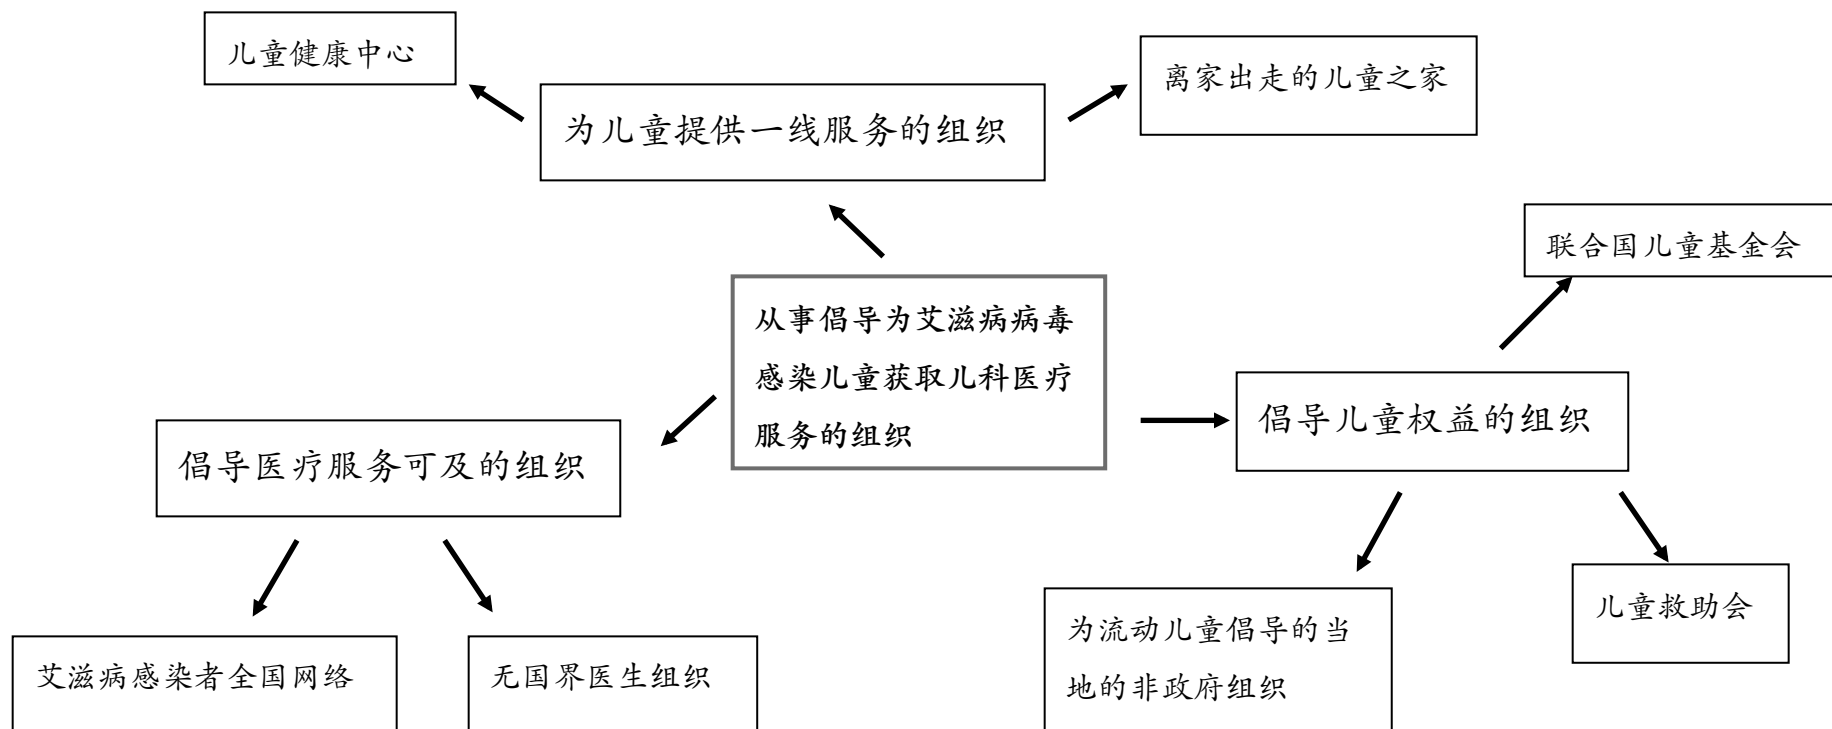 儿童健康中心
离家出走的儿童之家
为儿童提供一线服务的组织
联合国儿童基金会
从事倡导为艾滋病病毒
感染儿童获取儿科医疗
服务的组织
倡导儿童权益的组织
倡导医疗服务可及的组织
儿童救助会
为流动儿童倡导的当
地的非政府组织
艾滋病感染者全国网络
无国界医生组织